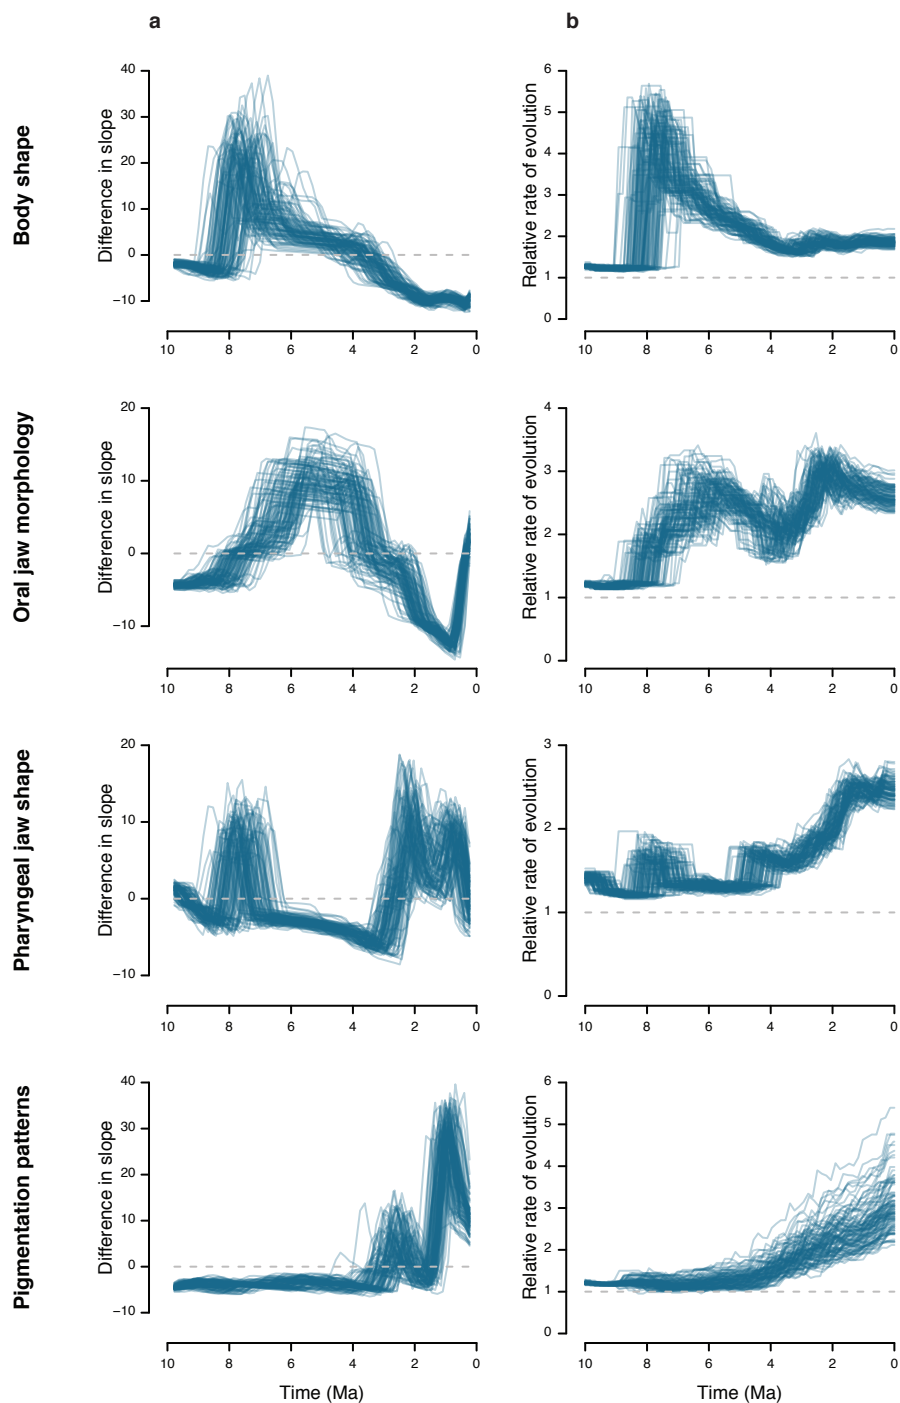 a
b
Body shape
Difference in slope
40
30
20
10
0
−10
10 8 6 4 2 0
Relative rate of evolution
6
5
4
3
2
1
0
10 8 6 4 2 0
Oral jaw morphology
Difference in slope
20
10
0
−10
10 8 6 4 2 0
Relative rate of evolution
4
3
2
1
0
10 8 6 4 2 0
Pharyngeal jaw shape
Difference in slope
20
10
0
−10
10 8 6 4 2 0
Relative rate of evolution
3
2
1
0
10 8 6 4 2 0
Pigmentation patterns
Difference in slope
40
30
20
10
0
−10
10 8 6 4 2 0
Time (Ma)
Relative rate of evolution
6
5
4
3
2
1
0
10 8 6 4 2 0
Time (Ma)